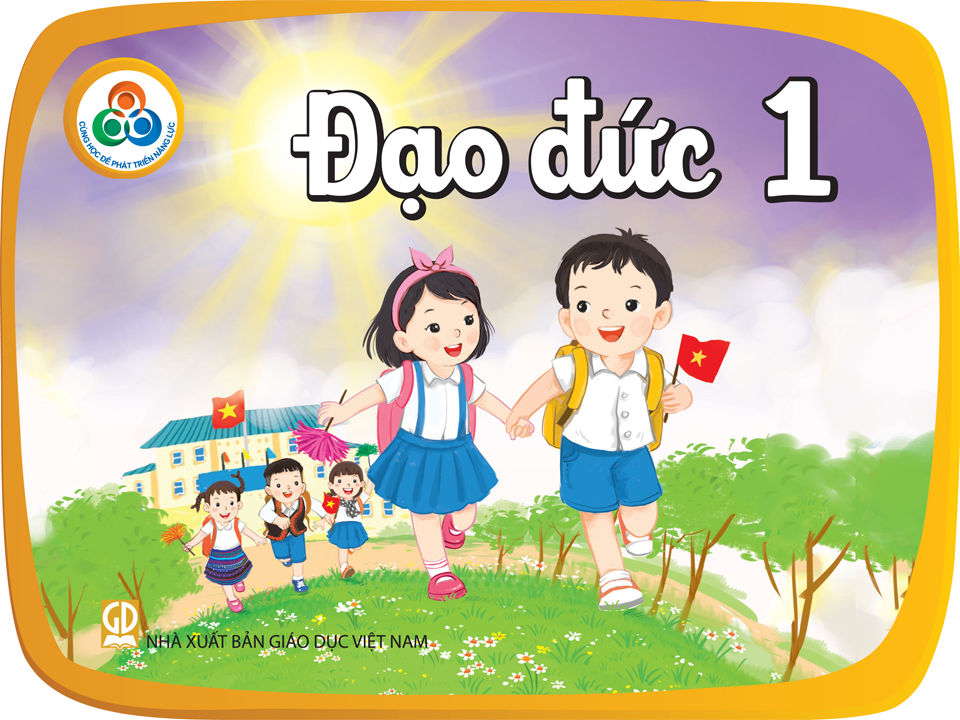 Đạo đức 1
CÙNG HỌC ĐỂ PHÁT TRIỂN NĂNG LỰC
GD
NHÀ XUẤT BẢN GIÁO DỤC VIỆT NAM